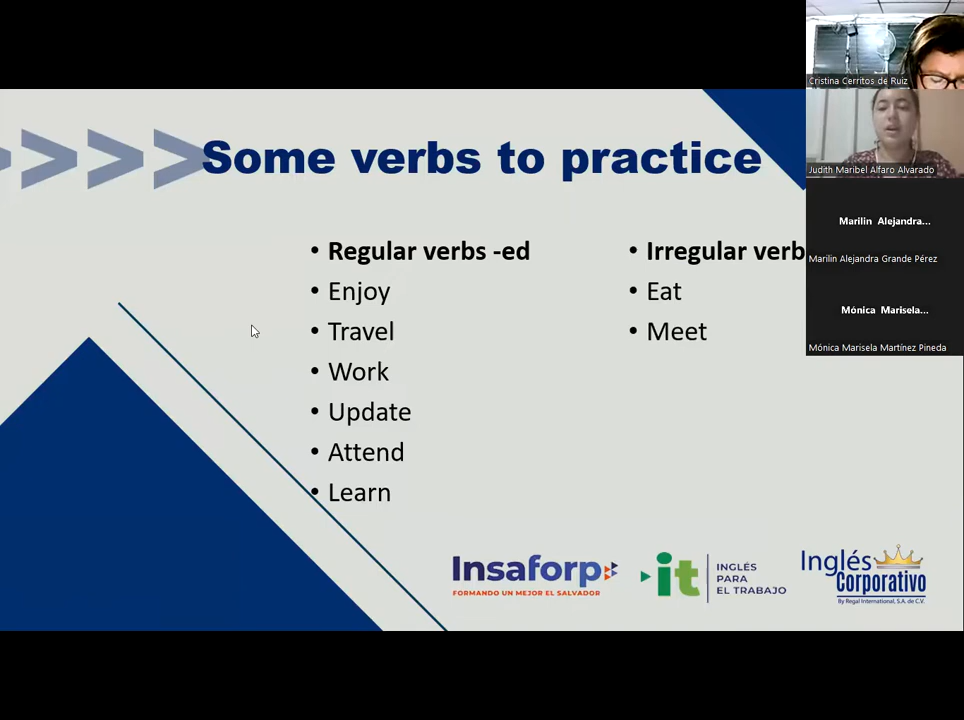 Some verbs to practice
• Regular verbs -ed
• Enjoy
• Travel
• Work
• Update
• Attend
• Learn
• Irregular verb
• Eat
• Meet
Insaforp
FORMANDO UN MEJOR EL SALVADOR
it
INGLÉS
PARA
EL TRABAJO
Inglés
Corporativo
By Regal International, S.A. de C.V.
Cristina Cerritos de Ruiz
Judith Maribel Alfaro Alvarado
Marilin Alejandra...
Marilin Alejandra Grande Pérez
Mónica Marisela...
Mónica Marisela Martínez Pineda